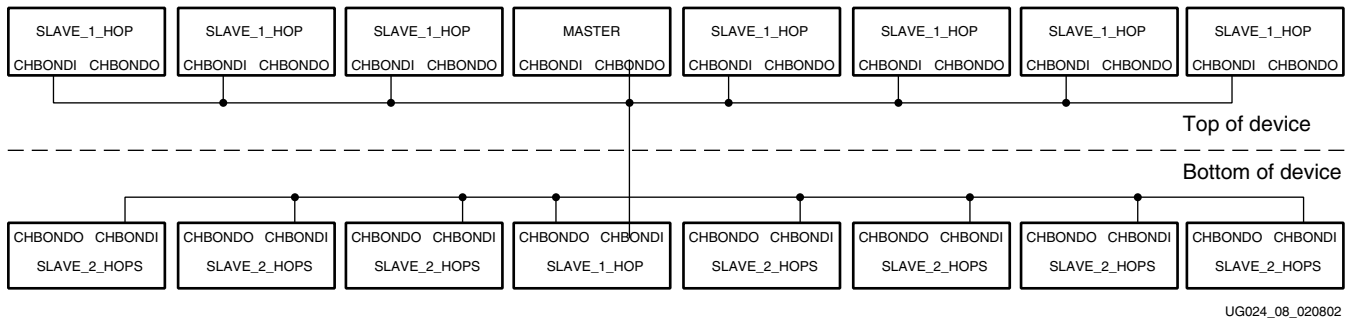 SLAVE_1_HOP SLAVE_1_HOP SLAVE_1_HOP MASTER SLAVE_1_HOP SLAVE_1_HOP SLAVE_1_HOP SLAVE_1_HOP
CHBONDI CHBONDO CHBONDI CHBONDO CHBONDI CHBONDO CHBONDI CHBONDO CHBONDI CHBONDO CHBONDI CHBONDO CHBONDI CHBONDO CHBONDI CHBONDO
Top of device
Bottom of device
CHBONDO CHBONDI CHBONDO CHBONDI CHBONDO CHBONDI CHBONDO CHBONDI CHBONDO CHBONDI CHBONDO CHBONDI CHBONDO CHBONDI CHBONDO CHBONDI
SLAVE_2_HOPS SLAVE_2_HOPS SLAVE_2_HOPS SLAVE_1_HOP SLAVE_2_HOPS SLAVE_2_HOPS SLAVE_2_HOPS SLAVE_2_HOPS
UG024_08_020802